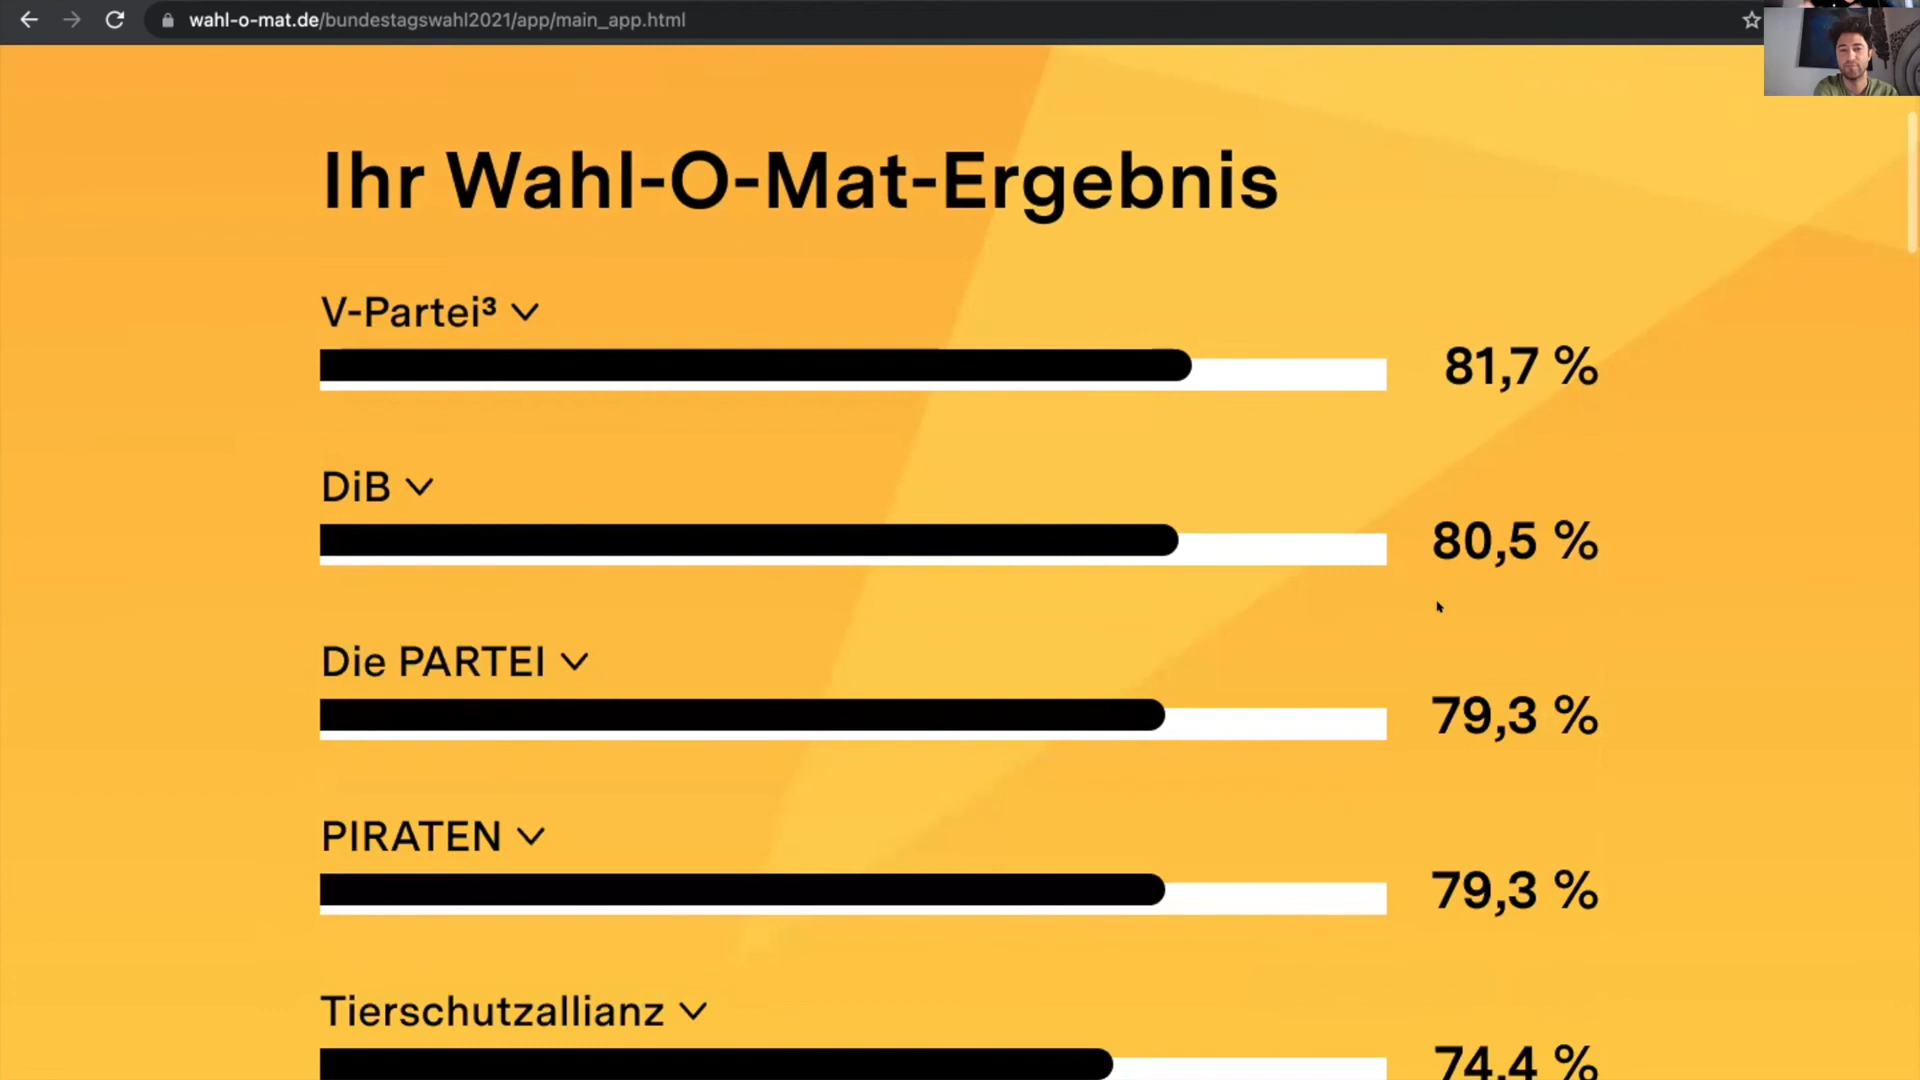 wahl-o-mat.de/bundestagswahl2021/app/main_app.html
Ihr Wahl-O-Mat-Ergebnis
V-Partei³
81,7 %
DiB
80,5 %
Die PARTEI
79,3 %
PIRATEN
79,3 %
Tierschutzallianz
74,4 %